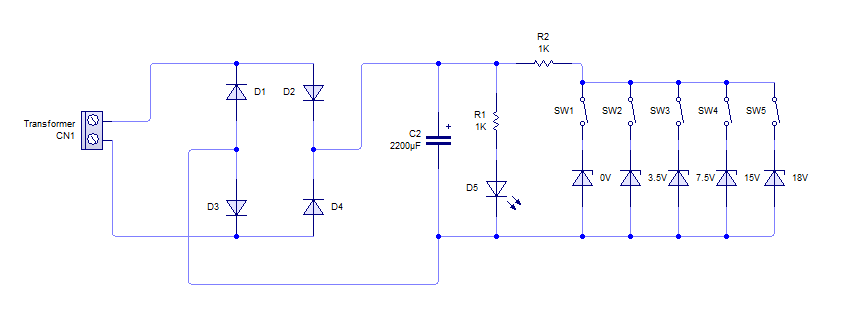 R2
1K
D1
D2
Transformer
CN1
C2
2200µF
+
R1
1K
SW1
SW2
SW3
SW4
SW5
D5
0V
3.5V
7.5V
15V
18V
D3
D4